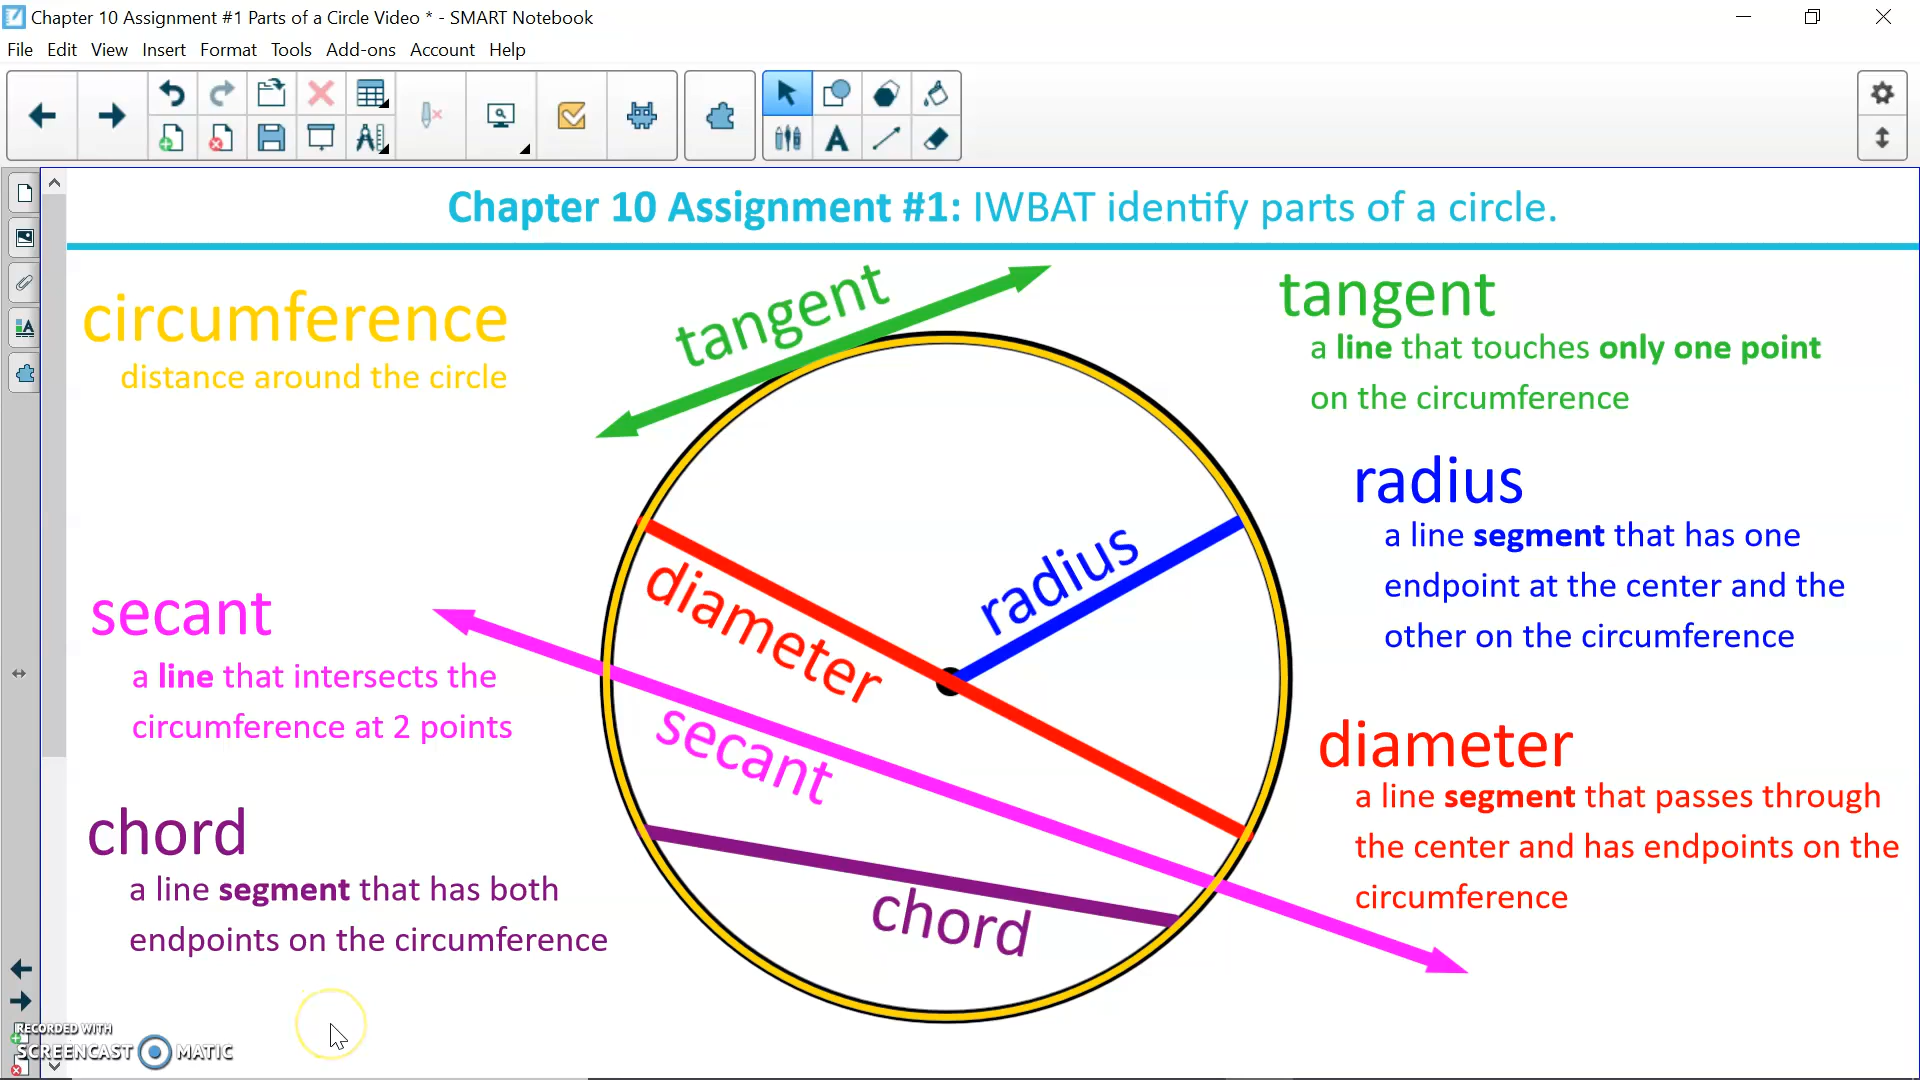 Chapter 10 Assignment #1 Parts of a Circle Video * - SMART Notebook
File Edit View Insert Format Tools Add-ons Account Help
Chapter 10 Assignment #1: IWBAT identify parts of a circle.
circumference
distance around the circle
tangent
tangent
a line that touches only one point
on the circumference
radius
a line segment that has one
endpoint at the center and the
other on the circumference
radius
diameter
secant
a line that intersects the
circumference at 2 points
secant
diameter
a line segment that passes through
the center and has endpoints on the
circumference
chord
a line segment that has both
endpoints on the circumference
chord
RECORDED WITH
SCREENCAST MATIC